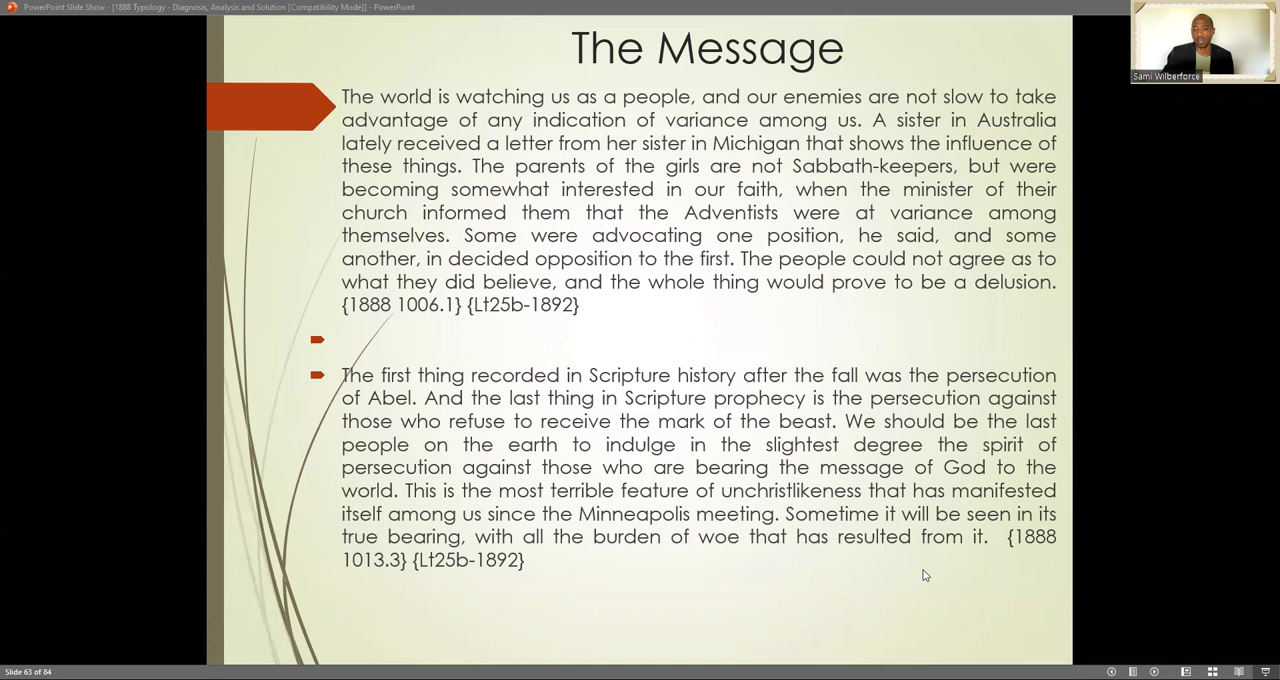 PowerPoint Slide Show - [1888 Typology - Diagnosis, Analysis and Solution [Compatibility Mode]] - PowerPoint
The Message
Sami Wilberforce
The world is watching us as a people, and our enemies are not slow to take
advantage of any indication of variance among us. A sister in Australia
lately received a letter from her sister in Michigan that shows the influence of
these things. The parents of the girls are not Sabbath-keepers, but were
becoming somewhat interested in our faith, when the minister of their
church informed them that the Adventists were at variance among
themselves. Some were advocating one position, he said, and some
another, in decided opposition to the first. The people could not agree as to
what they did believe, and the whole thing would prove to be a delusion.
{1888 1006.1} {Lt25b-1892}
The first thing recorded in Scripture history after the fall was the persecution
of Abel. And the last thing in Scripture prophecy is the persecution against
those who refuse to receive the mark of the beast. We should be the last
people on the earth to indulge in the slightest degree the spirit of
persecution against those who are bearing the message of God to the
world. This is the most terrible feature of unchristlikeness that has manifested
itself among us since the Minneapolis meeting. Sometime it will be seen in its
true bearing, with all the burden of woe that has resulted from it. {1888
1013.3} {Lt25b-1892}
Slide 63 of 84